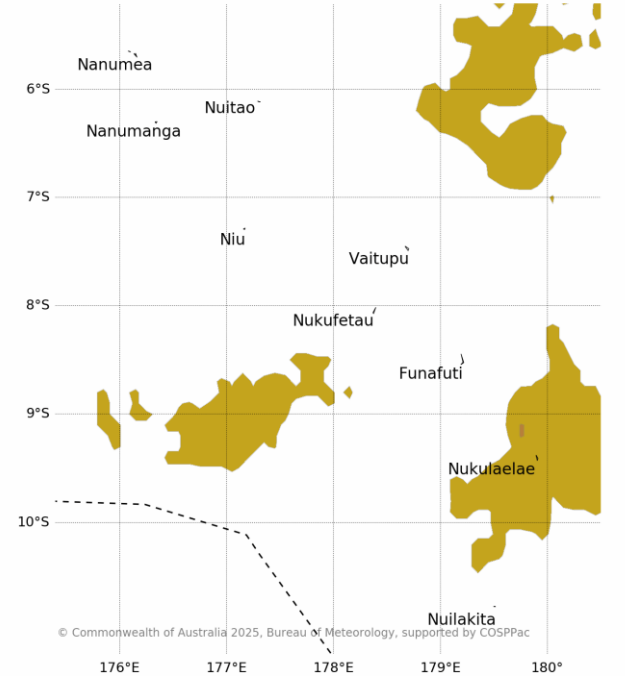 Nanumea
6°S
Nuitao
Nanumanga
7°S
Niu
Vaitupu
8°S
Nukufetau
Funafuti
9°S
Nukulaelae
10°S
Nuilakita
© Commonwealth of Australia 2025, Bureau of Meteorology, supported by COSPPac
176°E 177°E 178°E 179°E 180°